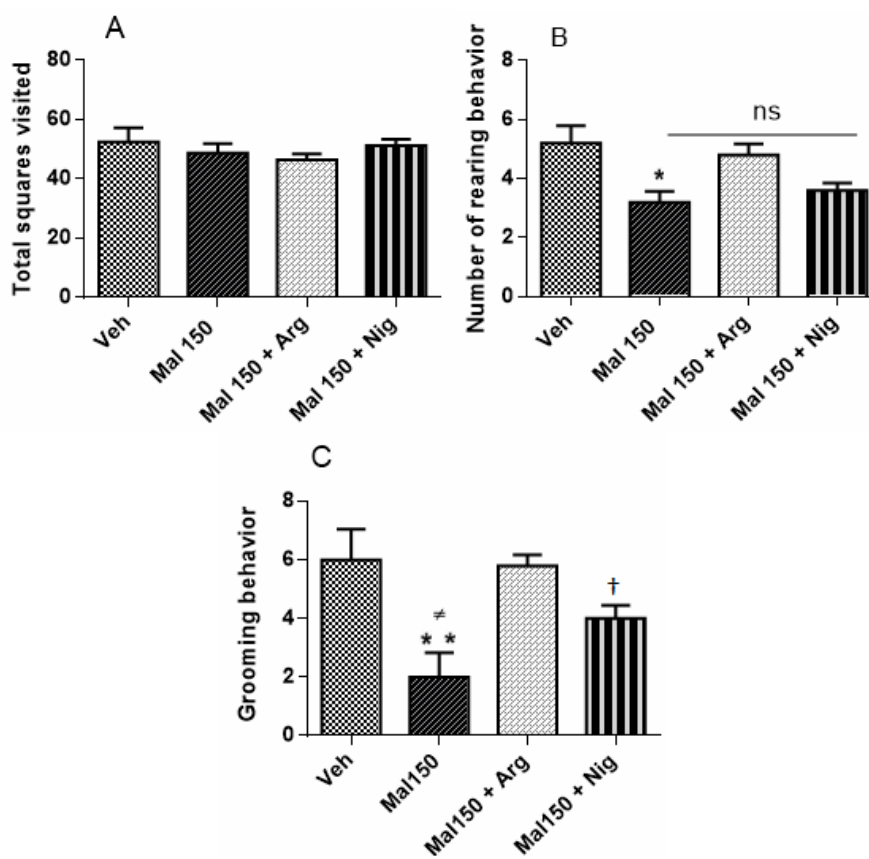 A
Total squares visited
80
60
40
20
0
Veh
Mal 150
Mal 150 + Arg
Mal 150 + Nig
B
Number of rearing behavior
8
6
4
2
0
*
ns
Veh
Mal 150
Mal 150 + Arg
Mal 150 + Nig
C
Grooming behavior
8
6
4
2
0
≠
* *
†
Veh
Mal150
Mal150 + Arg
Mal150 + Nig